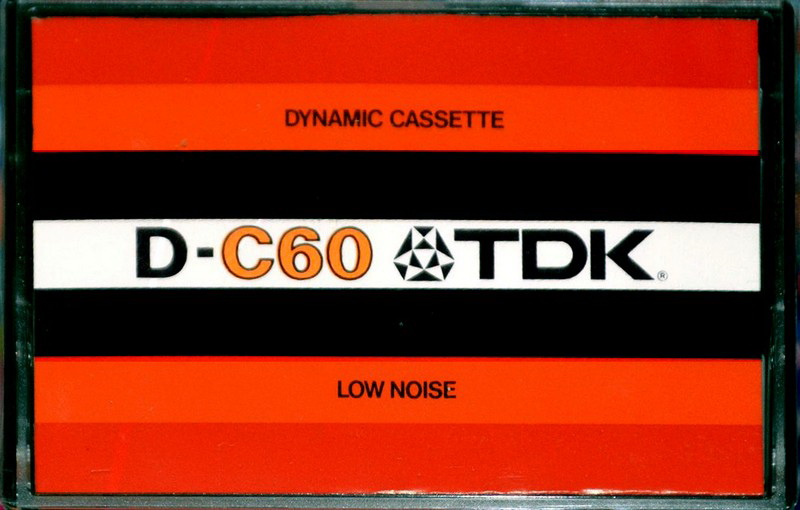 DYNAMIC CASSETTE
D-C60 TDK®
LOW NOISE